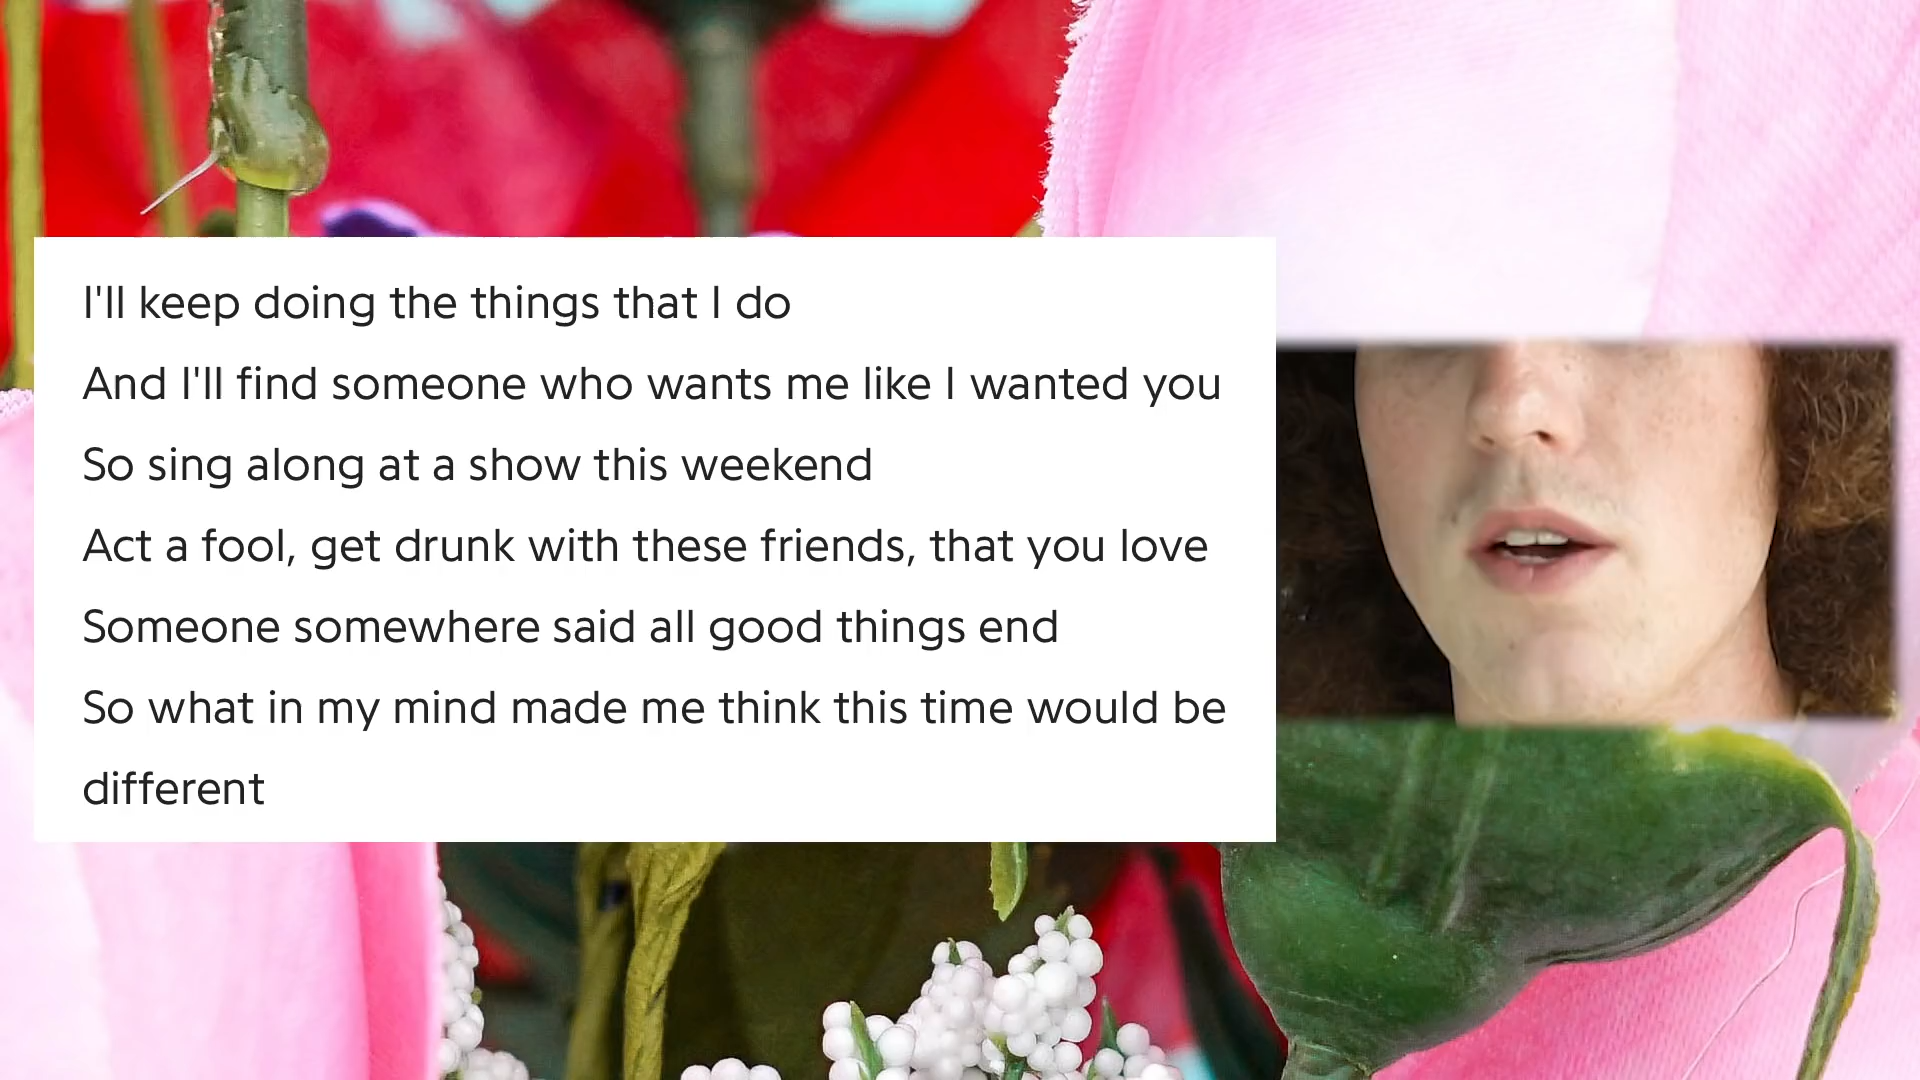 I'll keep doing the things that I do
And I'll find someone who wants me like I wanted you
So sing along at a show this weekend
Act a fool, get drunk with these friends, that you love
Someone somewhere said all good things end
So what in my mind made me think this time would be
different